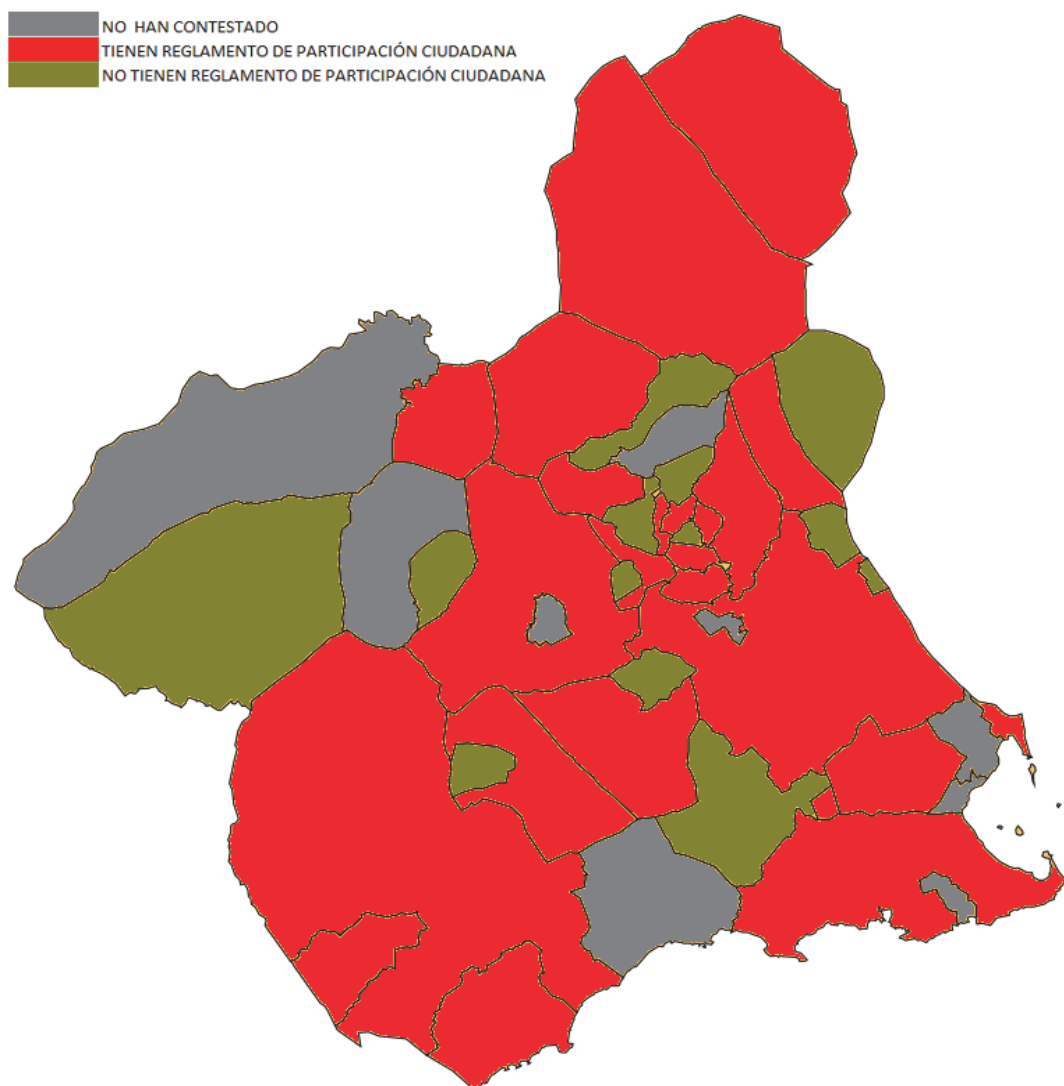 NO HAN CONTESTADO
TIENEN REGLAMENTO DE PARTICIPACIÓN CIUDADANA
NO TIENEN REGLAMENTO DE PARTICIPACIÓN CIUDADANA